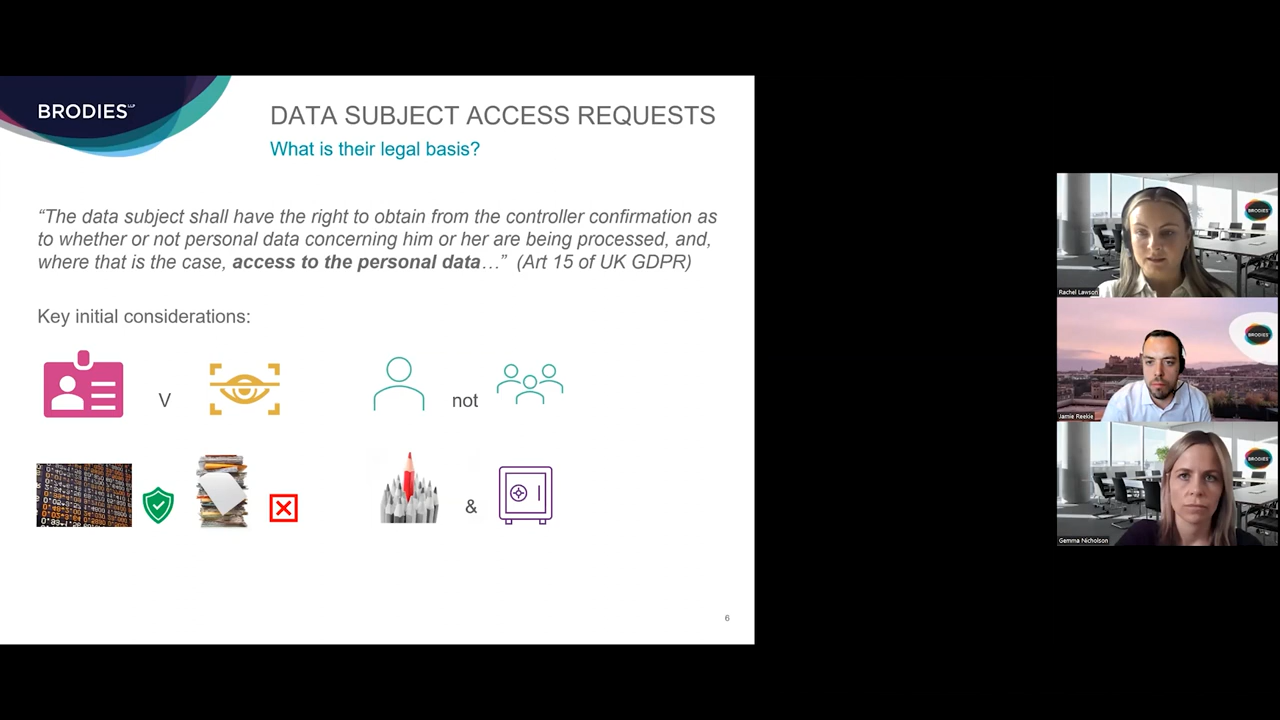 BRODIES LLP
DATA SUBJECT ACCESS REQUESTS
What is their legal basis?
“The data subject shall have the right to obtain from the controller confirmation as
to whether or not personal data concerning him or her are being processed, and,
where that is the case, access to the personal data…” (Art 15 of UK GDPR)
Key initial considerations:
V
not
&
6
BRODIES
Rachel Lawson
BRODIES
Jamie Reekie
BRODIES
Gemma Nicholson